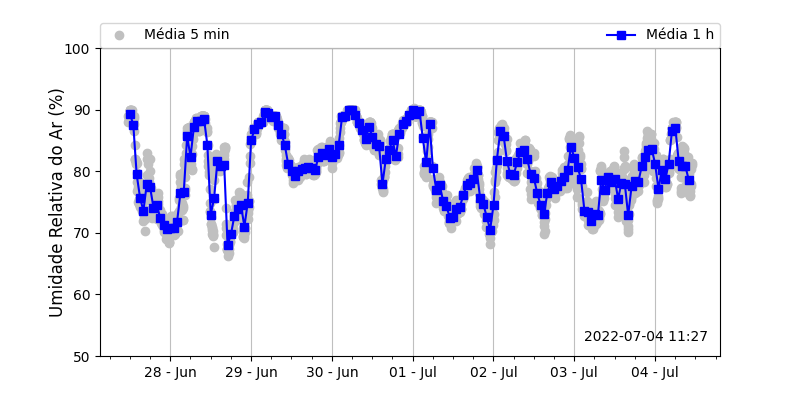 Média 5 min
Média 1 h
Umidade Relativa do Ar (%)
100
90
80
70
60
50
2022-07-04 11:27
28 - Jun
29 - Jun
30 - Jun
01 - Jul
02 - Jul
03 - Jul
04 - Jul